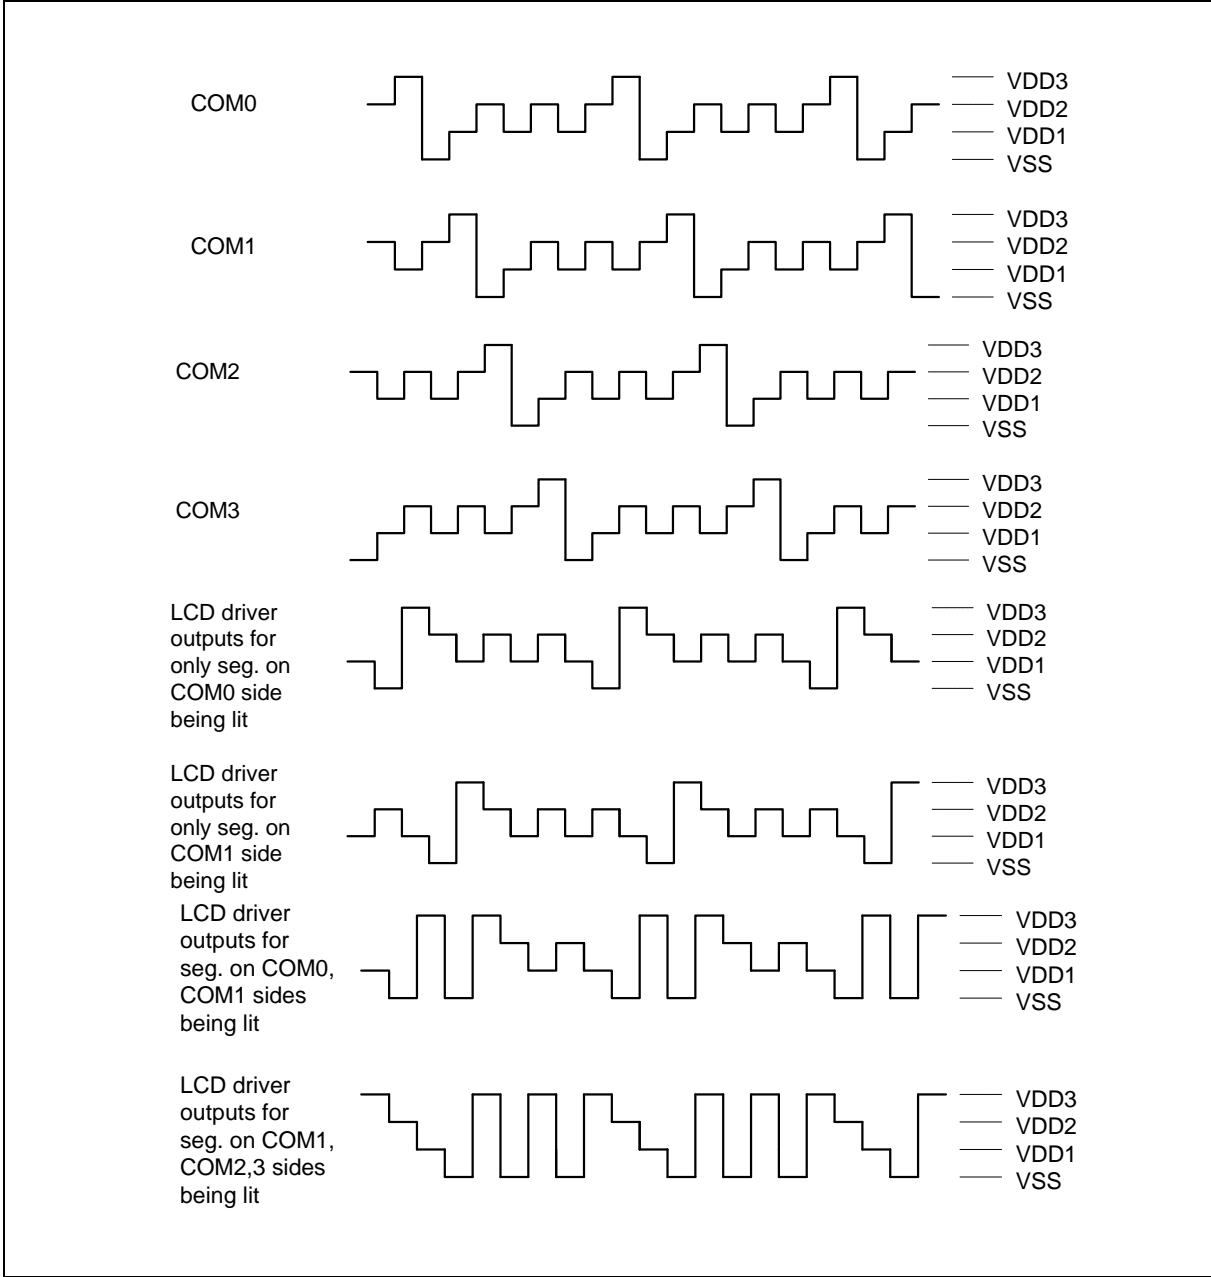 COM0
VDD3
VDD2
VDD1
VSS
COM1
VDD3
VDD2
VDD1
VSS
COM2
VDD3
VDD2
VDD1
VSS
COM3
VDD3
VDD2
VDD1
VSS
LCD driver
outputs for
only seg. on
COM0 side
being lit
VDD3
VDD2
VDD1
VSS
LCD driver
outputs for
only seg. on
COM1 side
being lit
VDD3
VDD2
VDD1
VSS
LCD driver
outputs for
seg. on COM0,
COM1 sides
being lit
VDD3
VDD2
VDD1
VSS
LCD driver
outputs for
seg. on COM1,
COM2,3 sides
being lit
VDD3
VDD2
VDD1
VSS